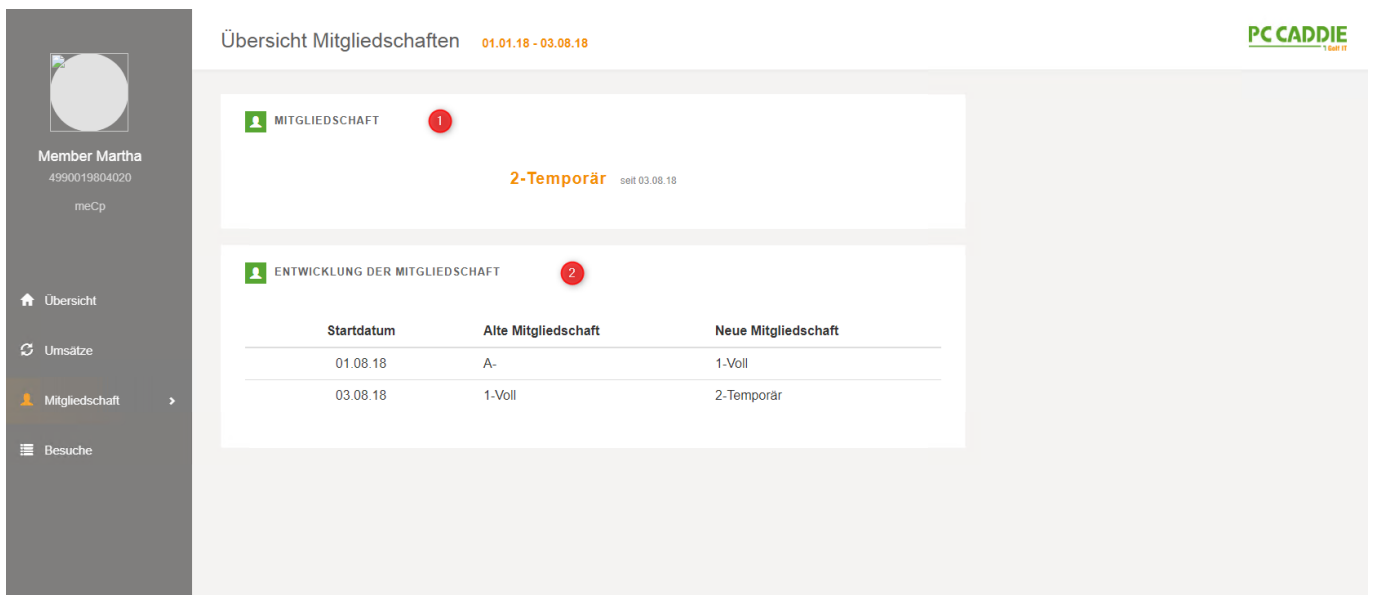 Übersicht Mitgliedschaften 01.01.18 - 03.08.18
PC CADDIE
Golf IT
Member Martha
4990019804020
meCp
Übersicht
Umsätze
Mitgliedschaft
Besuche
MITGLIEDSCHAFT 1
2-Temporär seit 03.08.18
ENTWICKLUNG DER MITGLIEDSCHAFT 2
Startdatum Alte Mitgliedschaft Neue Mitgliedschaft
01.08.18 A- 1-Voll
03.08.18 1-Voll 2-Temporär